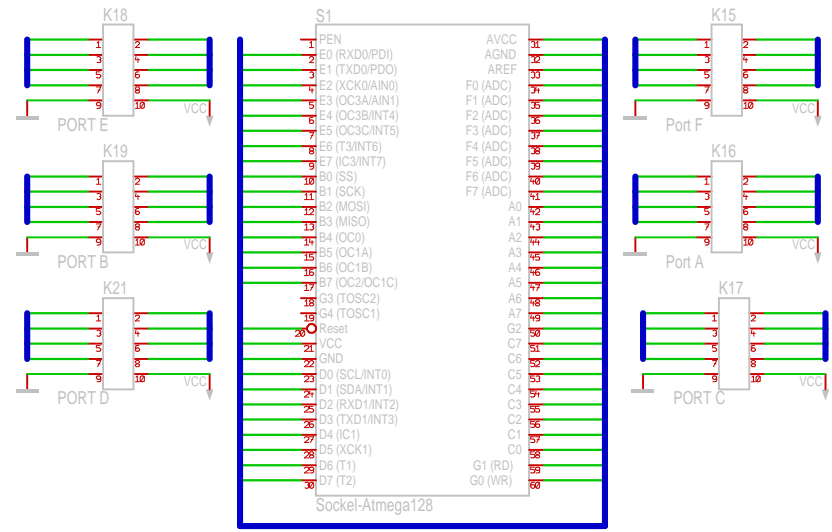 K18
1 2
3 4
5 6
7 8
9 10
VCC
PORT E
K19
1 2
3 4
5 6
7 8
9 10
VCC
PORT B
K21
1 2
3 4
5 6
7 8
9 10
VCC
PORT D
S1
1 PEN AVCC 31
2 E0 (RXD0/PDI) AGND 32
3 E1 (TXD0/PDO) AREF 33
4 E2 (XCK0/AIN0) F0 (ADC) 34
5 E3 (OC3A/AIN1) F1 (ADC) 35
6 E4 (OC3B/INT4) F2 (ADC) 36
7 E5 (OC3C/INT5) F3 (ADC) 37
8 E6 (T3/INT6) F4 (ADC) 38
9 E7 (IC3/INT7) F5 (ADC) 39
10 B0 (SS) F6 (ADC) 40
11 B1 (SCK) F7 (ADC) 41
12 B2 (MOSI) A0 42
13 B3 (MISO) A1 43
14 B4 (OC0) A2 44
15 B5 (OC1A) A3 45
16 B6 (OC1B) A4 46
17 B7 (OC2/OC1C) A5 47
18 G3 (TOSC2) A6 48
19 G4 (TOSC1) A7 49
20 Reset G2 50
21 VCC C7 51
22 GND C6 52
23 D0 (SCL/INT0) C5 53
24 D1 (SDA/INT1) C4 54
25 D2 (RXD1/INT2) C3 55
26 D3 (TXD1/INT3) C2 56
27 D4 (IC1) C1 57
28 D5 (XCK1) C0 58
29 D6 (T1) G1 (RD) 59
30 D7 (T2) G0 (WR) 60
Sockel-Atmega128
K15
1 2
3 4
5 6
7 8
9 10
VCC
Port F
K16
1 2
3 4
5 6
7 8
9 10
VCC
Port A
K17
1 2
3 4
5 6
7 8
9 10
VCC
PORT C